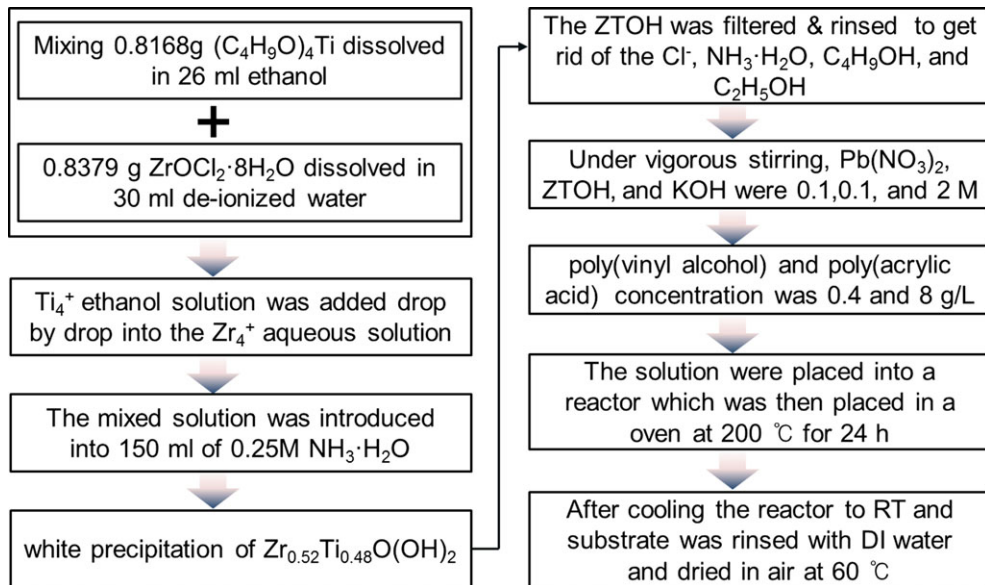 Mixing 0.8168g (C₄H₉O)₄Ti dissolved
in 26 ml ethanol
+
0.8379 g ZrOCl₂·8H₂O dissolved in
30 ml de-ionized water
Ti₄⁺ ethanol solution was added drop
by drop into the Zr₄⁺ aqueous solution
The mixed solution was introduced
into 150 ml of 0.25M NH₃·H₂O
white precipitation of Zr₀.₅₂Ti₀.₄₈O(OH)₂
The ZTOH was filtered & rinsed to get
rid of the Cl⁻, NH₃·H₂O, C₄H₉OH, and
C₂H₅OH
Under vigorous stirring, Pb(NO₃)₂,
ZTOH, and KOH were 0.1,0.1, and 2 M
poly(vinyl alcohol) and poly(acrylic
acid) concentration was 0.4 and 8 g/L
The solution were placed into a
reactor which was then placed in a
oven at 200 ℃ for 24 h
After cooling the reactor to RT and
substrate was rinsed with DI water
and dried in air at 60 ℃